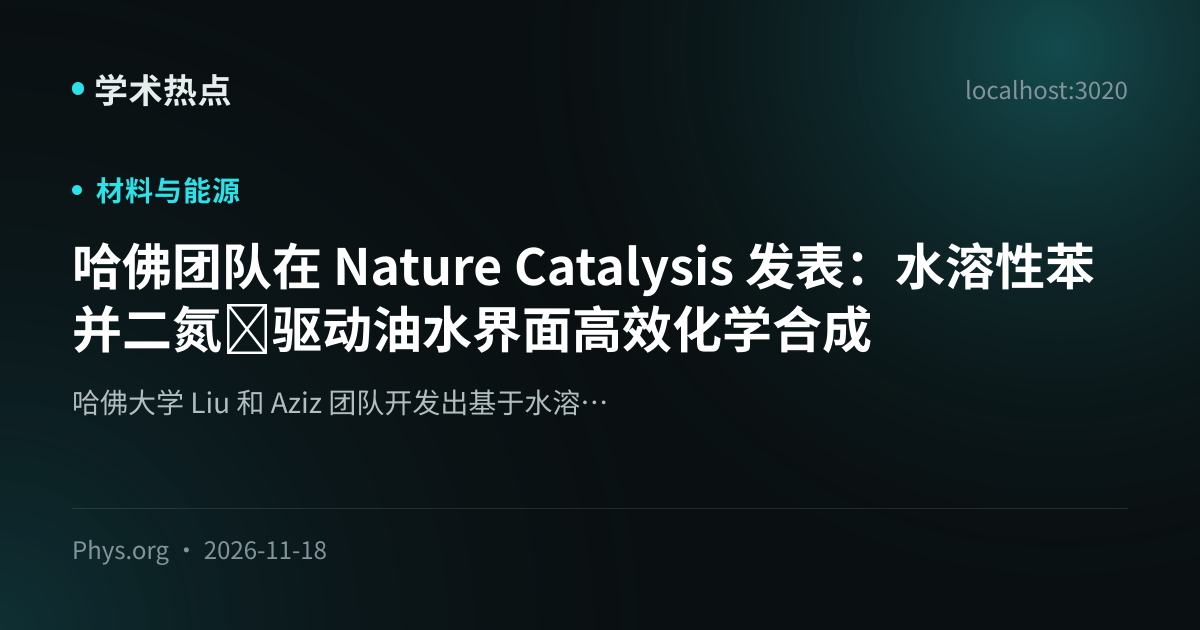 学术热点
localhost:3020
材料与能源
哈佛团队在 Nature Catalysis 发表：水溶性苯
并二氮驱动油水界面高效化学合成
哈佛大学 Liu 和 Aziz 团队开发出基于水溶…
Phys.org · 2026-11-18